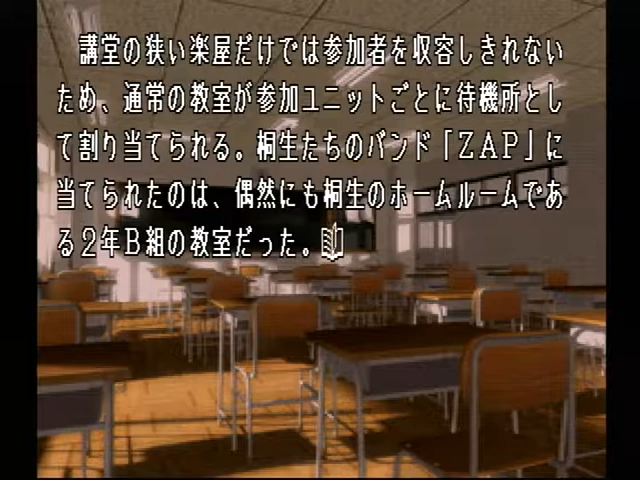 講堂の狭い楽屋だけでは参加者を収容しきれない
ため、通常の教室が参加ユニットごとに待機所とし
て割り当てられる。桐生たちのバンド「ＺＡＰ」に
当てられたのは、偶然にも桐生のホームルームであ
る２年Ｂ組の教室だった。